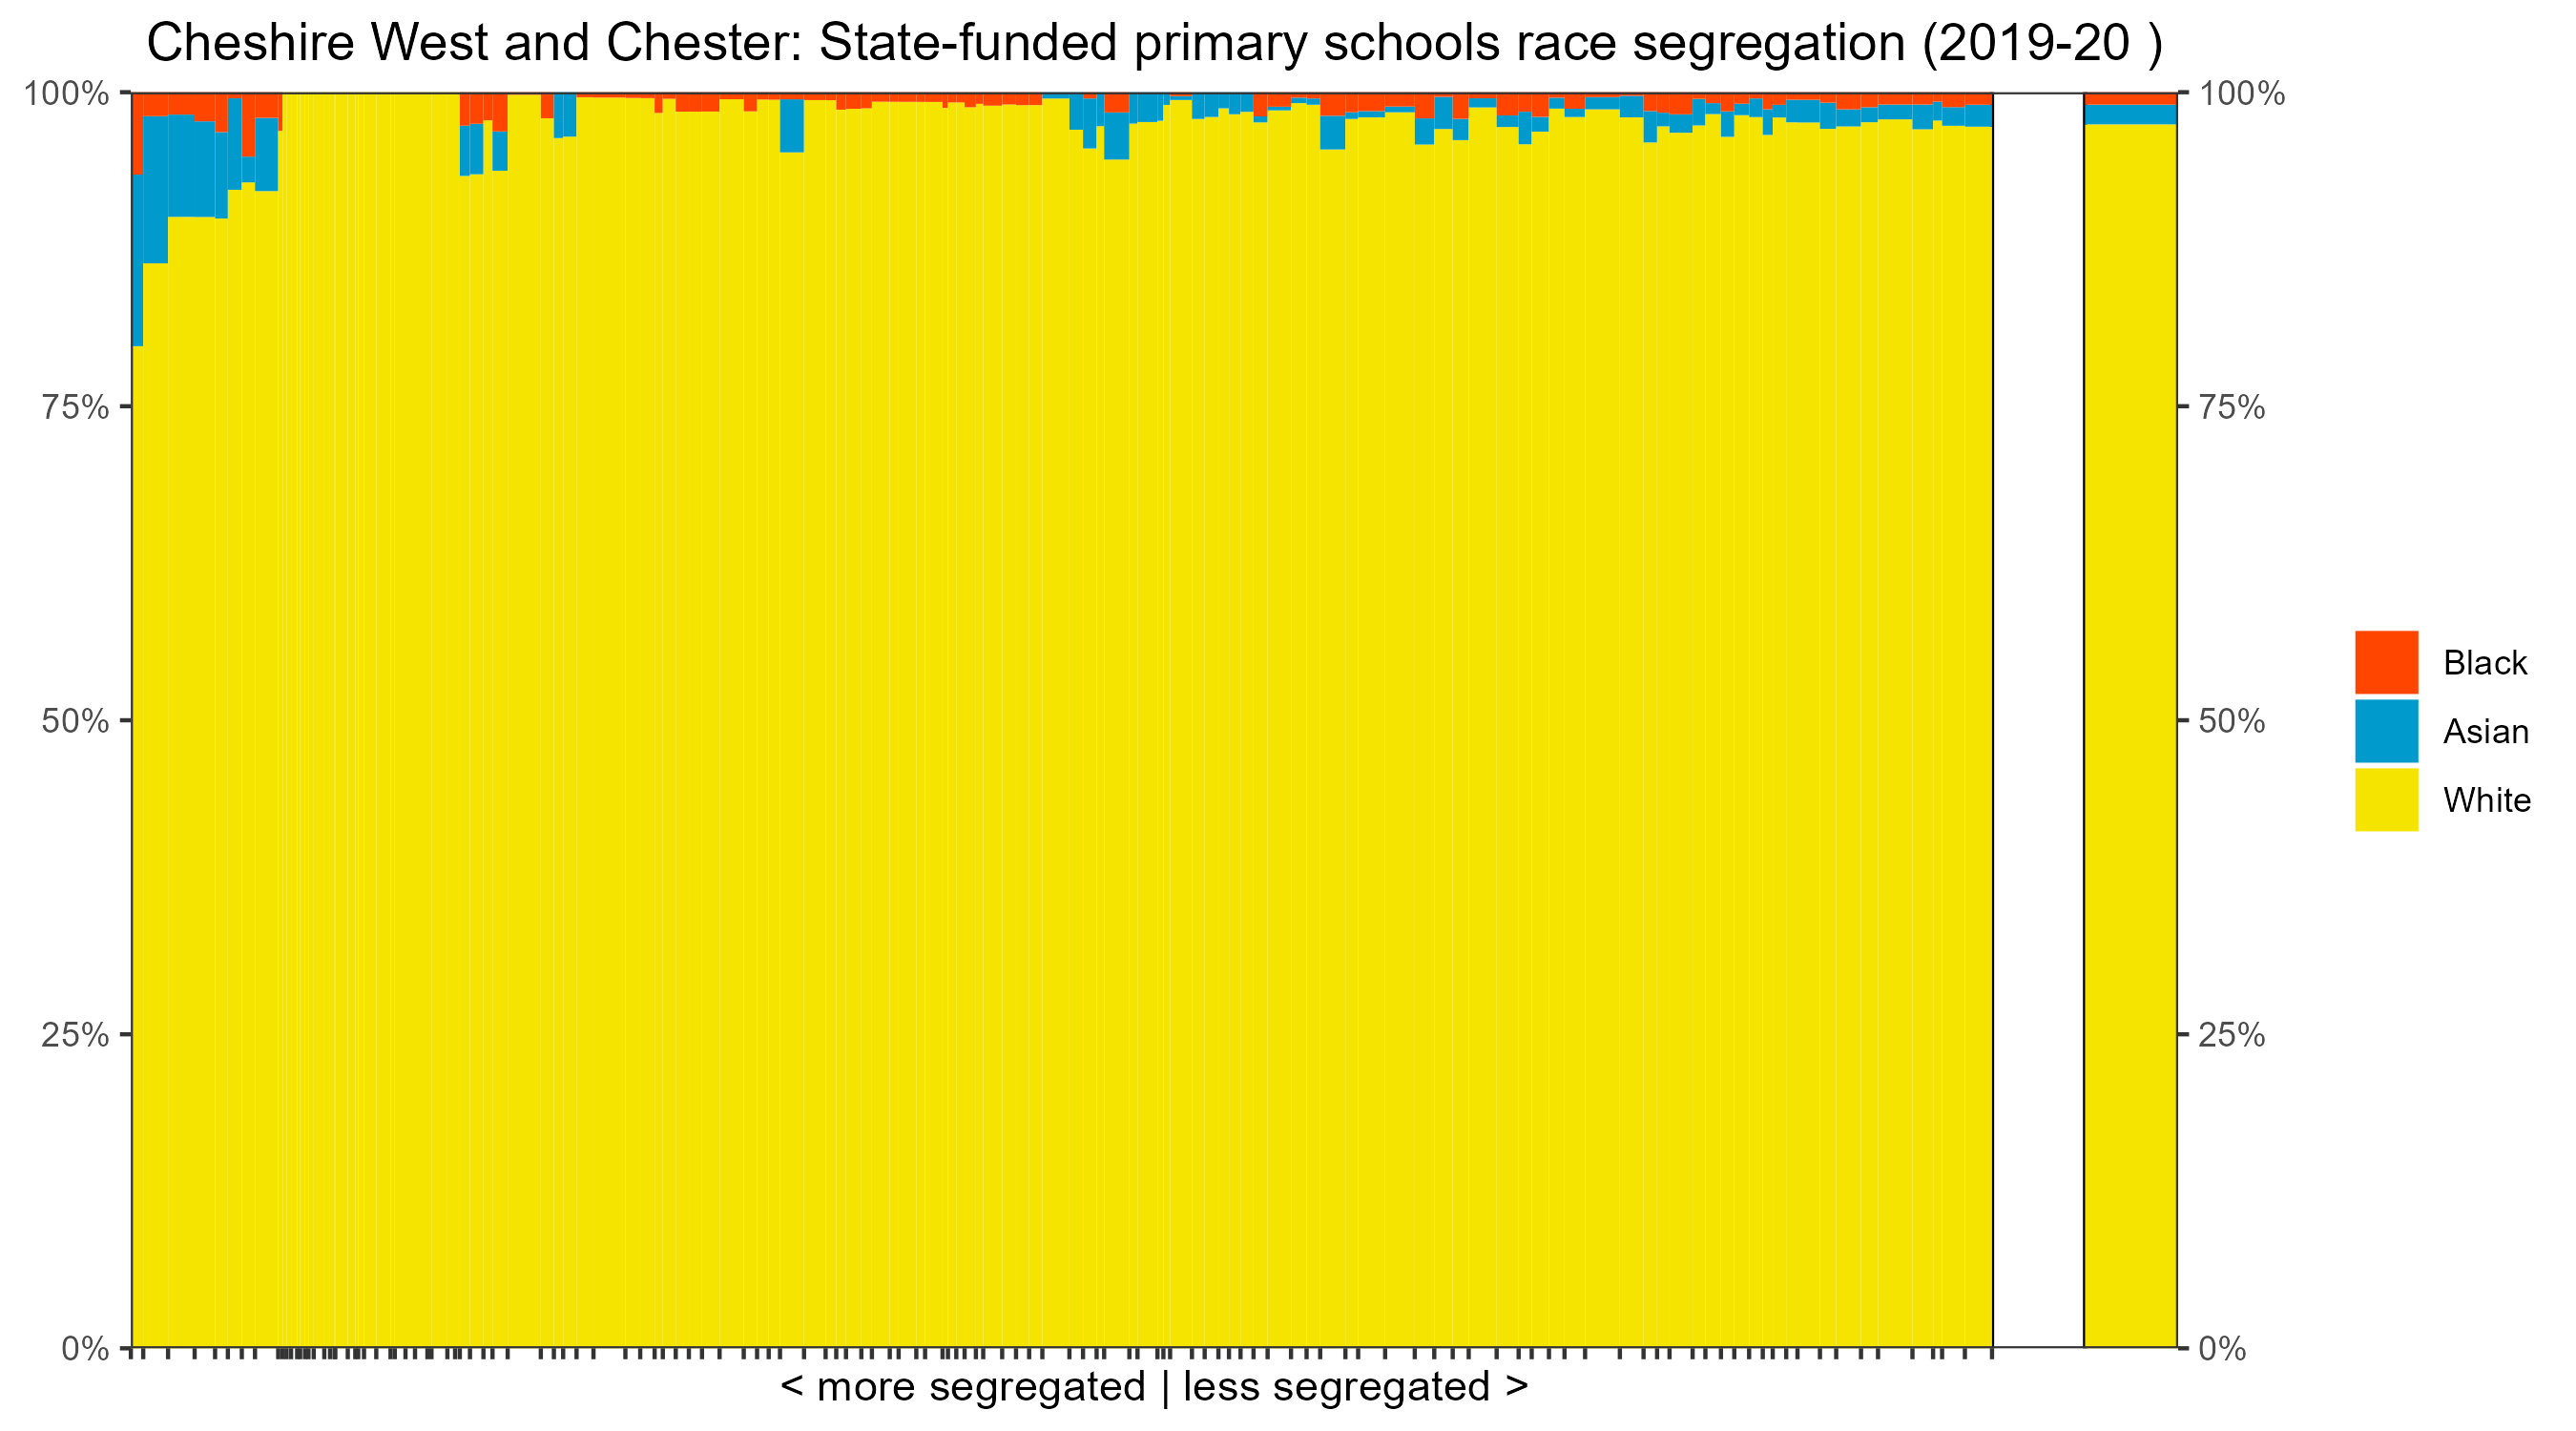 Cheshire West and Chester: State-funded primary schools race segregation (2019-20 )
100%
75%
50%
25%
0%
100%
75%
50%
25%
0%
Black
Asian
White
< more segregated | less segregated >